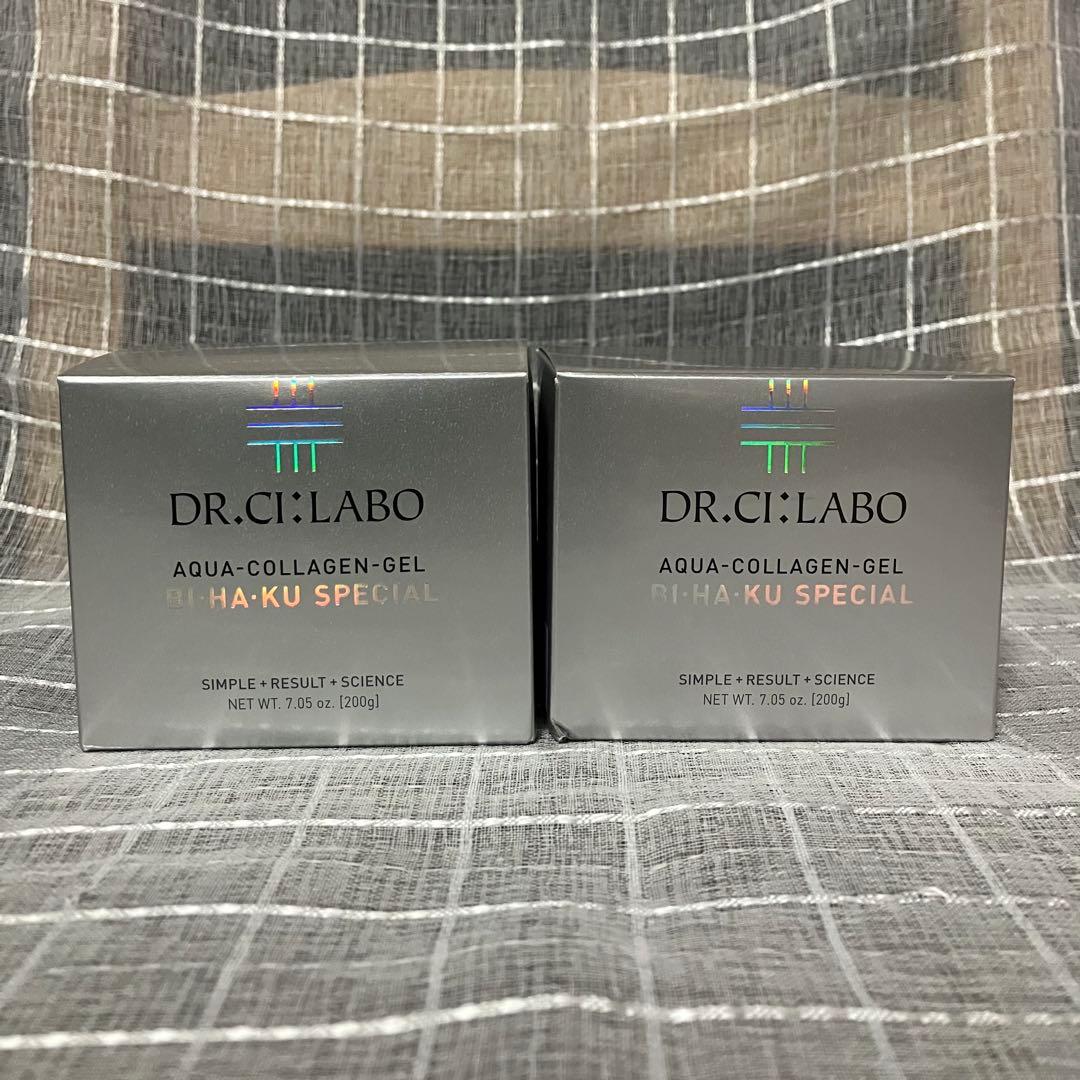 DR.CI:LABO
AQUA-COLLAGEN-GEL
BI·HA·KU SPECIAL
SIMPLE + RESULT + SCIENCE
NET WT. 7.05 oz. [200g]
DR.CI:LABO
AQUA-COLLAGEN-GEL
BI·HA·KU SPECIAL
SIMPLE + RESULT + SCIENCE
NET WT. 7.05 oz. [200g]